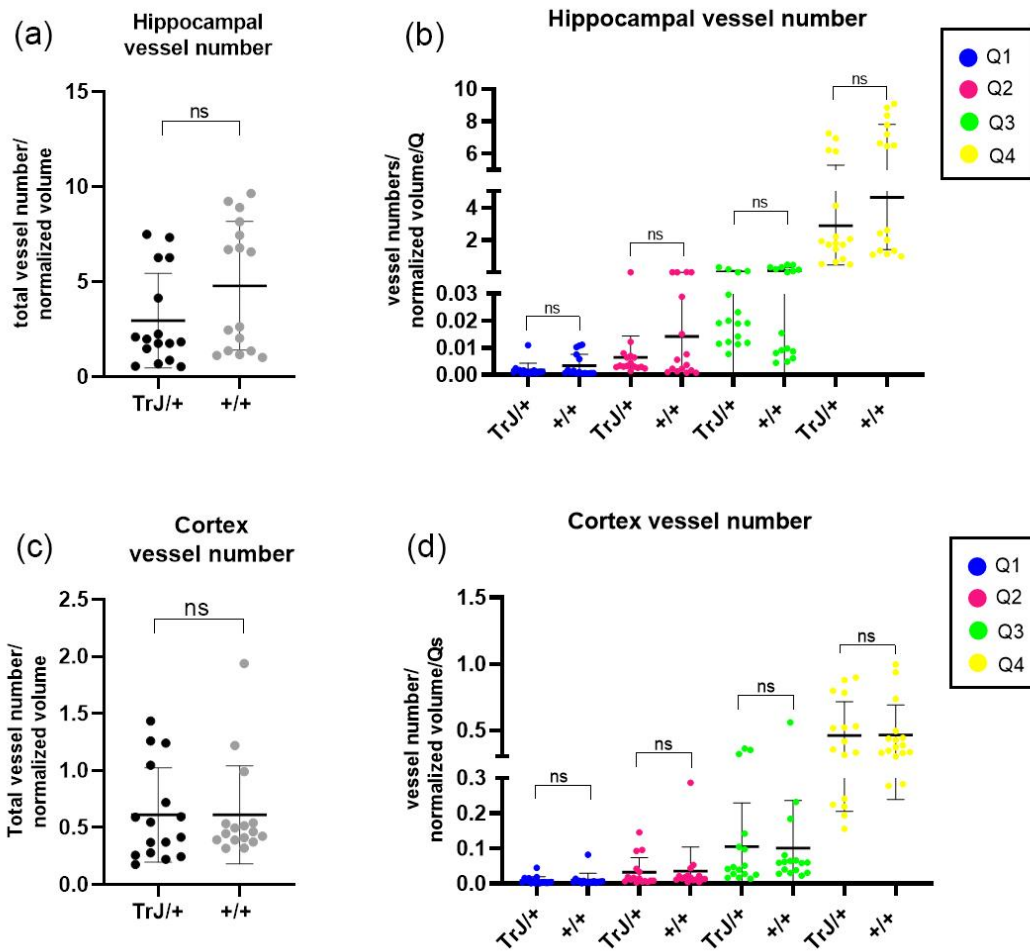 (a)
Hippocampal
vessel number
total vessel number/
normalized volume
15
10
5
0
ns
TrJ/+
+/+
(b)
Hippocampal vessel number
vessel numbers/
normalized volume/Q
10
8
6
4
2
0.03
0.02
0.01
0.00
ns
ns
ns
ns
TrJ/+
+/+
TrJ/+
+/+
TrJ/+
+/+
TrJ/+
+/+
Q1
Q2
Q3
Q4
(c)
Cortex
vessel number
Total vessel number/
normalized volume
2.5
2.0
1.5
1.0
0.5
0.0
ns
TrJ/+
+/+
(d)
Cortex vessel number
vessel number/
normalized volume/Qs
1.5
1.0
0.5
0.3
0.2
0.1
0.0
ns
ns
ns
ns
TrJ/+
+/+
TrJ/+
+/+
TrJ/+
+/+
TrJ/+
+/+
Q1
Q2
Q3
Q4